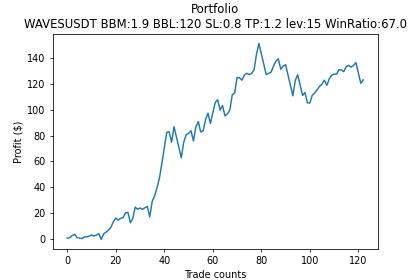 Portfolio
WAVESUSDT BBM:1.9 BBL:120 SL:0.8 TP:1.2 lev:15 WinRatio:67.0
140
120
100
80
60
40
20
0
Profit ($)
0 20 40 60 80 100 120
Trade counts